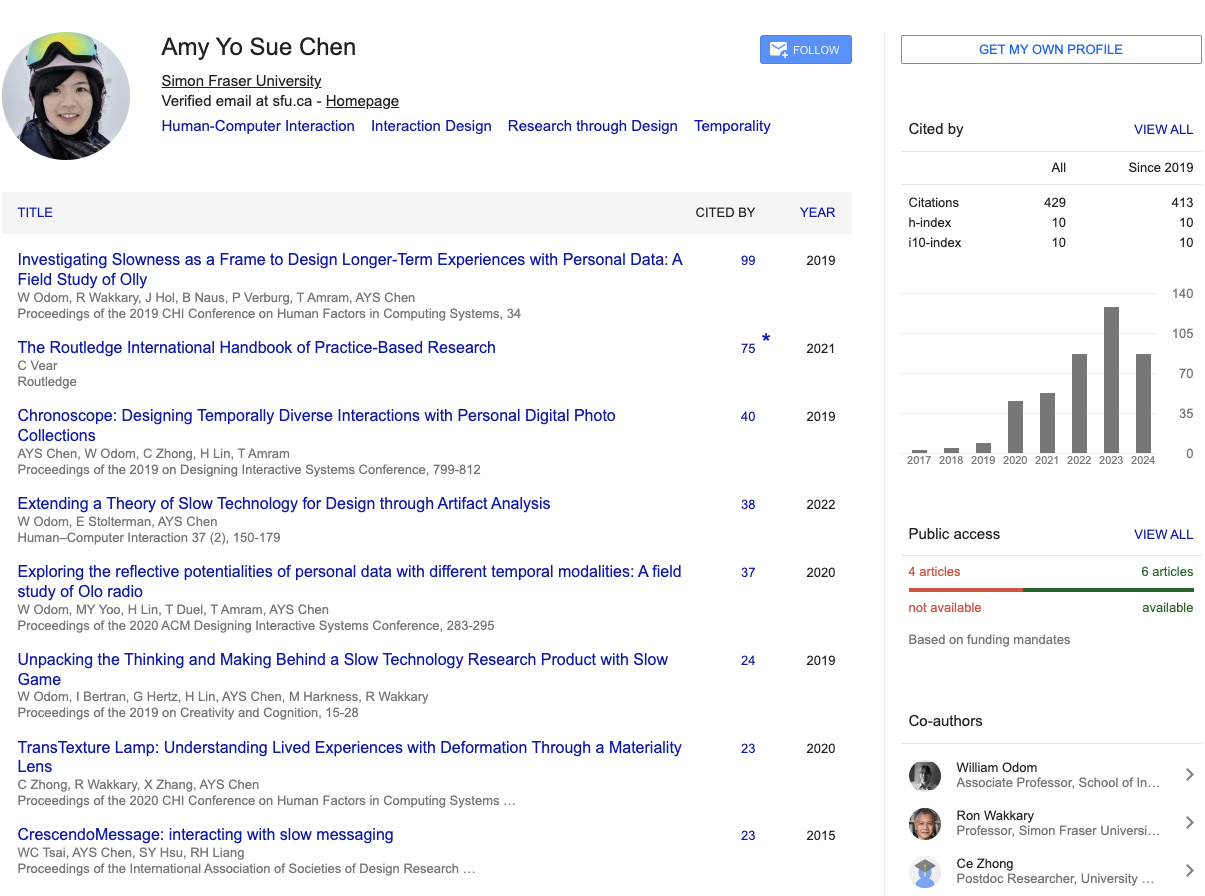 Amy Yo Sue Chen
FOLLOW
Simon Fraser University
Verified email at sfu.ca - Homepage
Human-Computer Interaction Interaction Design Research through Design Temporality
TITLE CITED BY YEAR
Investigating Slowness as a Frame to Design Longer-Term Experiences with Personal Data: A 99 2019
Field Study of Olly
W Odom, R Wakkary, J Hol, B Naus, P Verburg, T Amram, AYS Chen
Proceedings of the 2019 CHI Conference on Human Factors in Computing Systems, 34
The Routledge International Handbook of Practice-Based Research 75 * 2021
C Vear
Routledge
Chronoscope: Designing Temporally Diverse Interactions with Personal Digital Photo 40 2019
Collections
AYS Chen, W Odom, C Zhong, H Lin, T Amram
Proceedings of the 2019 on Designing Interactive Systems Conference, 799-812
Extending a Theory of Slow Technology for Design through Artifact Analysis 38 2022
W Odom, E Stolterman, AYS Chen
Human–Computer Interaction 37 (2), 150-179
Exploring the reflective potentialities of personal data with different temporal modalities: A field 37 2020
study of Olo radio
W Odom, MY Yoo, H Lin, T Duel, T Amram, AYS Chen
Proceedings of the 2020 ACM Designing Interactive Systems Conference, 283-295
Unpacking the Thinking and Making Behind a Slow Technology Research Product with Slow 24 2019
Game
W Odom, I Bertran, G Hertz, H Lin, AYS Chen, M Harkness, R Wakkary
Proceedings of the 2019 on Creativity and Cognition, 15-28
TransTexture Lamp: Understanding Lived Experiences with Deformation Through a Materiality 23 2020
Lens
C Zhong, R Wakkary, X Zhang, AYS Chen
Proceedings of the 2020 CHI Conference on Human Factors in Computing Systems …
CrescendoMessage: interacting with slow messaging 23 2015
WC Tsai, AYS Chen, SY Hsu, RH Liang
Proceedings of the International Association of Societies of Design Research …
GET MY OWN PROFILE
Cited by VIEW ALL
All Since 2019
Citations 429 413
h-index 10 10
i10-index 10 10
140
105
70
35
0
2017 2018 2019 2020 2021 2022 2023 2024
Public access VIEW ALL
4 articles 6 articles
not available available
Based on funding mandates
Co-authors
William Odom
Associate Professor, School of In…
Ron Wakkary
Professor, Simon Fraser Universi…
Ce Zhong
Postdoc Researcher, University …